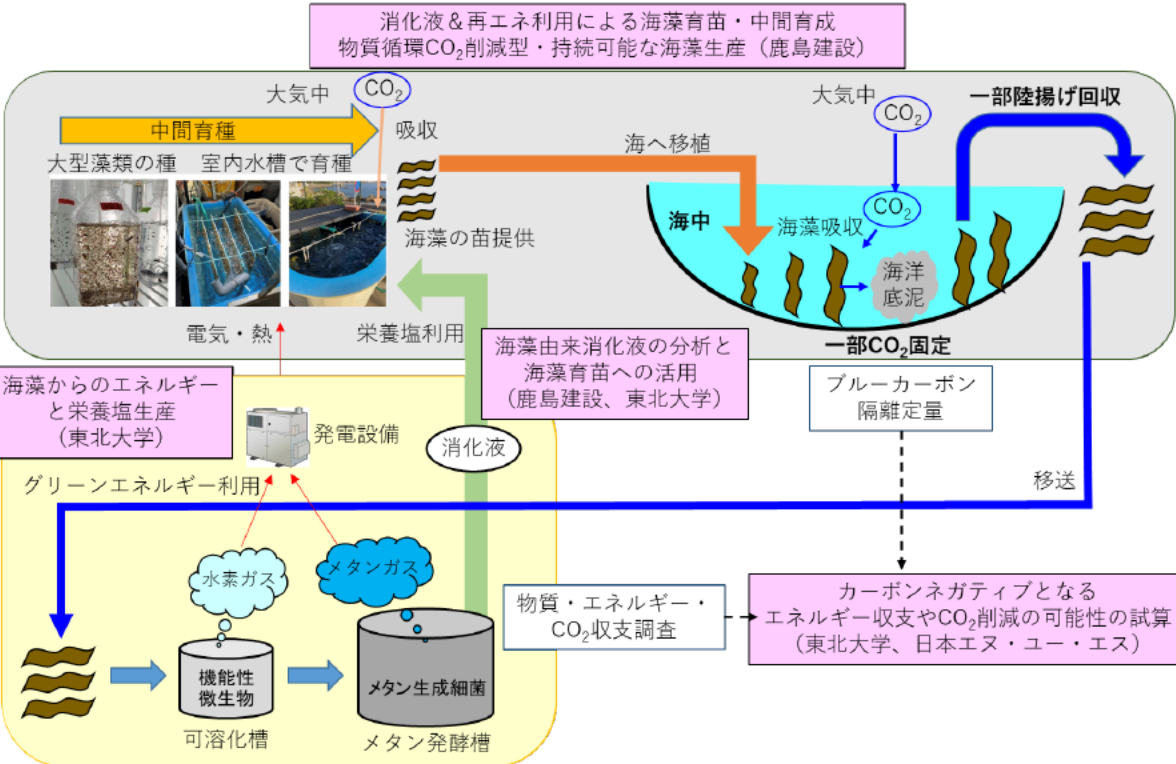 消化液＆再エネ利用による海藻育苗・中間育成
物質循環CO₂削減型・持続可能な海藻生産（鹿島建設）
大気中
CO₂
中間育種
吸収
大型藻類の種
室内水槽で育種
海藻の苗提供
海へ移植
大気中
CO₂
一部陸揚げ回収
海中
CO₂
海藻吸収
海洋
底泥
一部CO₂固定
電気・熱
栄養塩利用
海藻からのエネルギー
と栄養塩生産
（東北大学）
海藻由来消化液の分析と
海藻育苗への活用
（鹿島建設、東北大学）
ブルーカーボン
隔離定量
発電設備
消化液
グリーンエネルギー利用
移送
水素ガス
メタンガス
機能性
微生物
可溶化槽
メタン生成細菌
メタン発酵槽
物質・エネルギー・
CO₂収支調査
カーボンネガティブとなる
エネルギー収支やCO₂削減の可能性の試算
（東北大学、日本エヌ・ユー・エス）